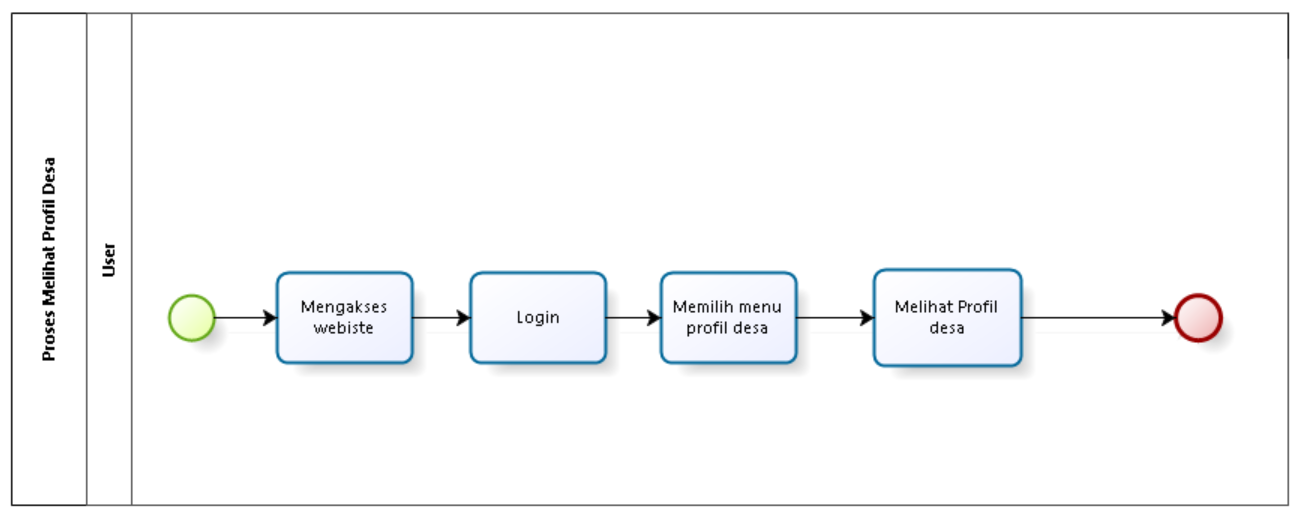 Proses Melihat Profil Desa
User
Mengakses
webiste
Login
Memilih menu
profil desa
Melihat Profil
desa